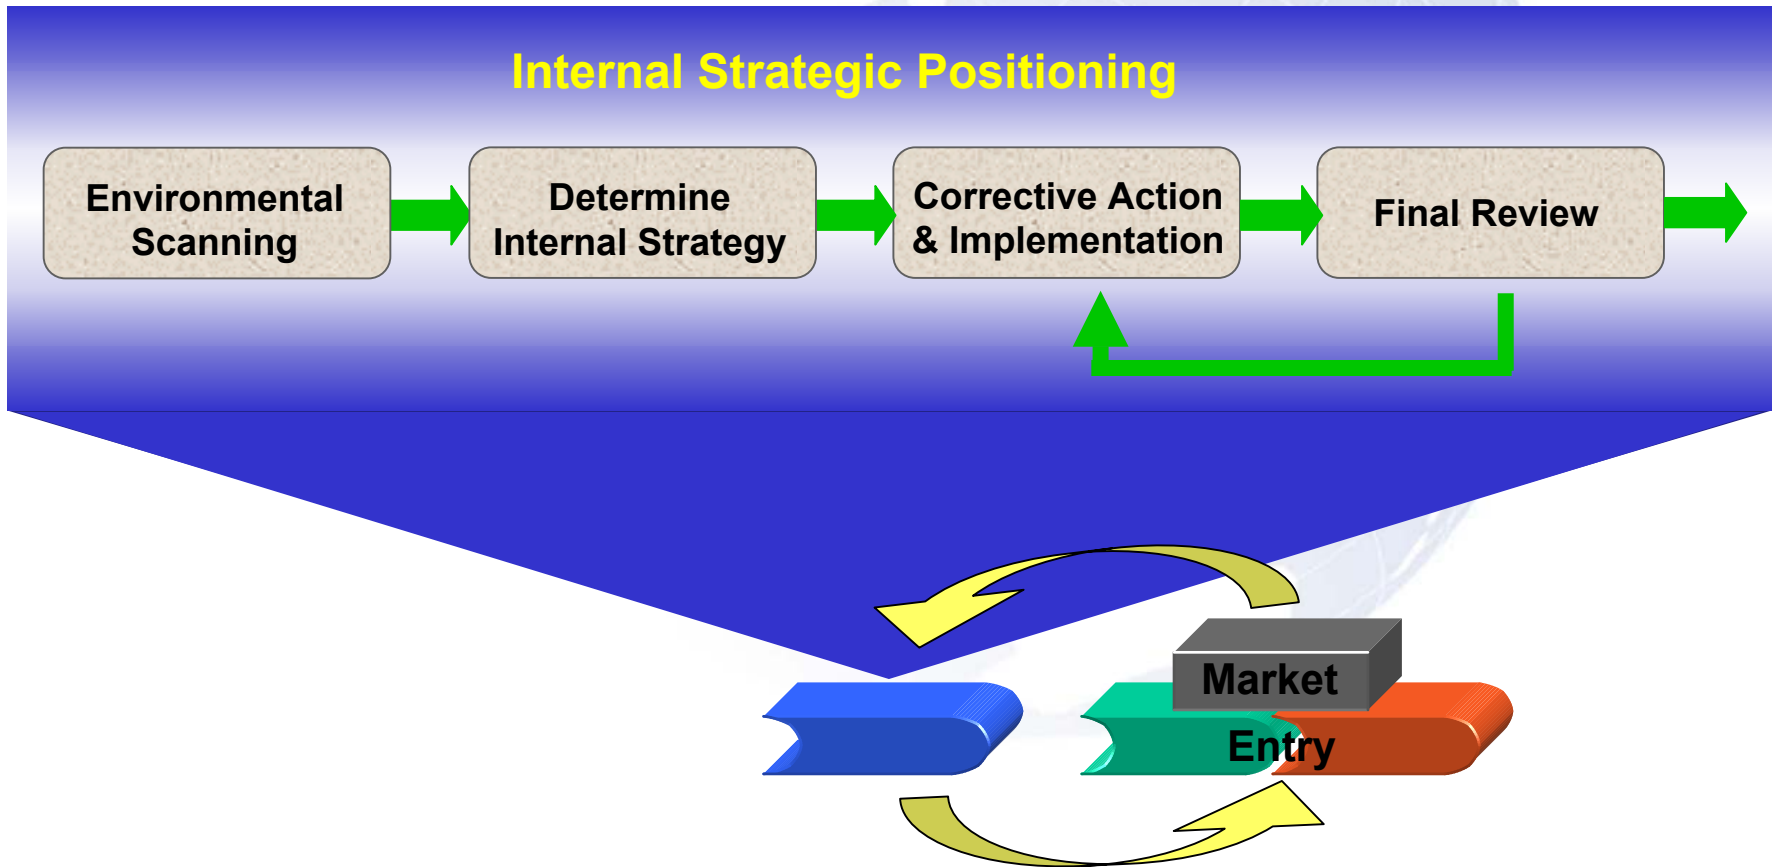 Internal Strategic Positioning
Environmental
Scanning
Determine
Internal Strategy
Corrective Action
& Implementation
Final Review
Market
Entry